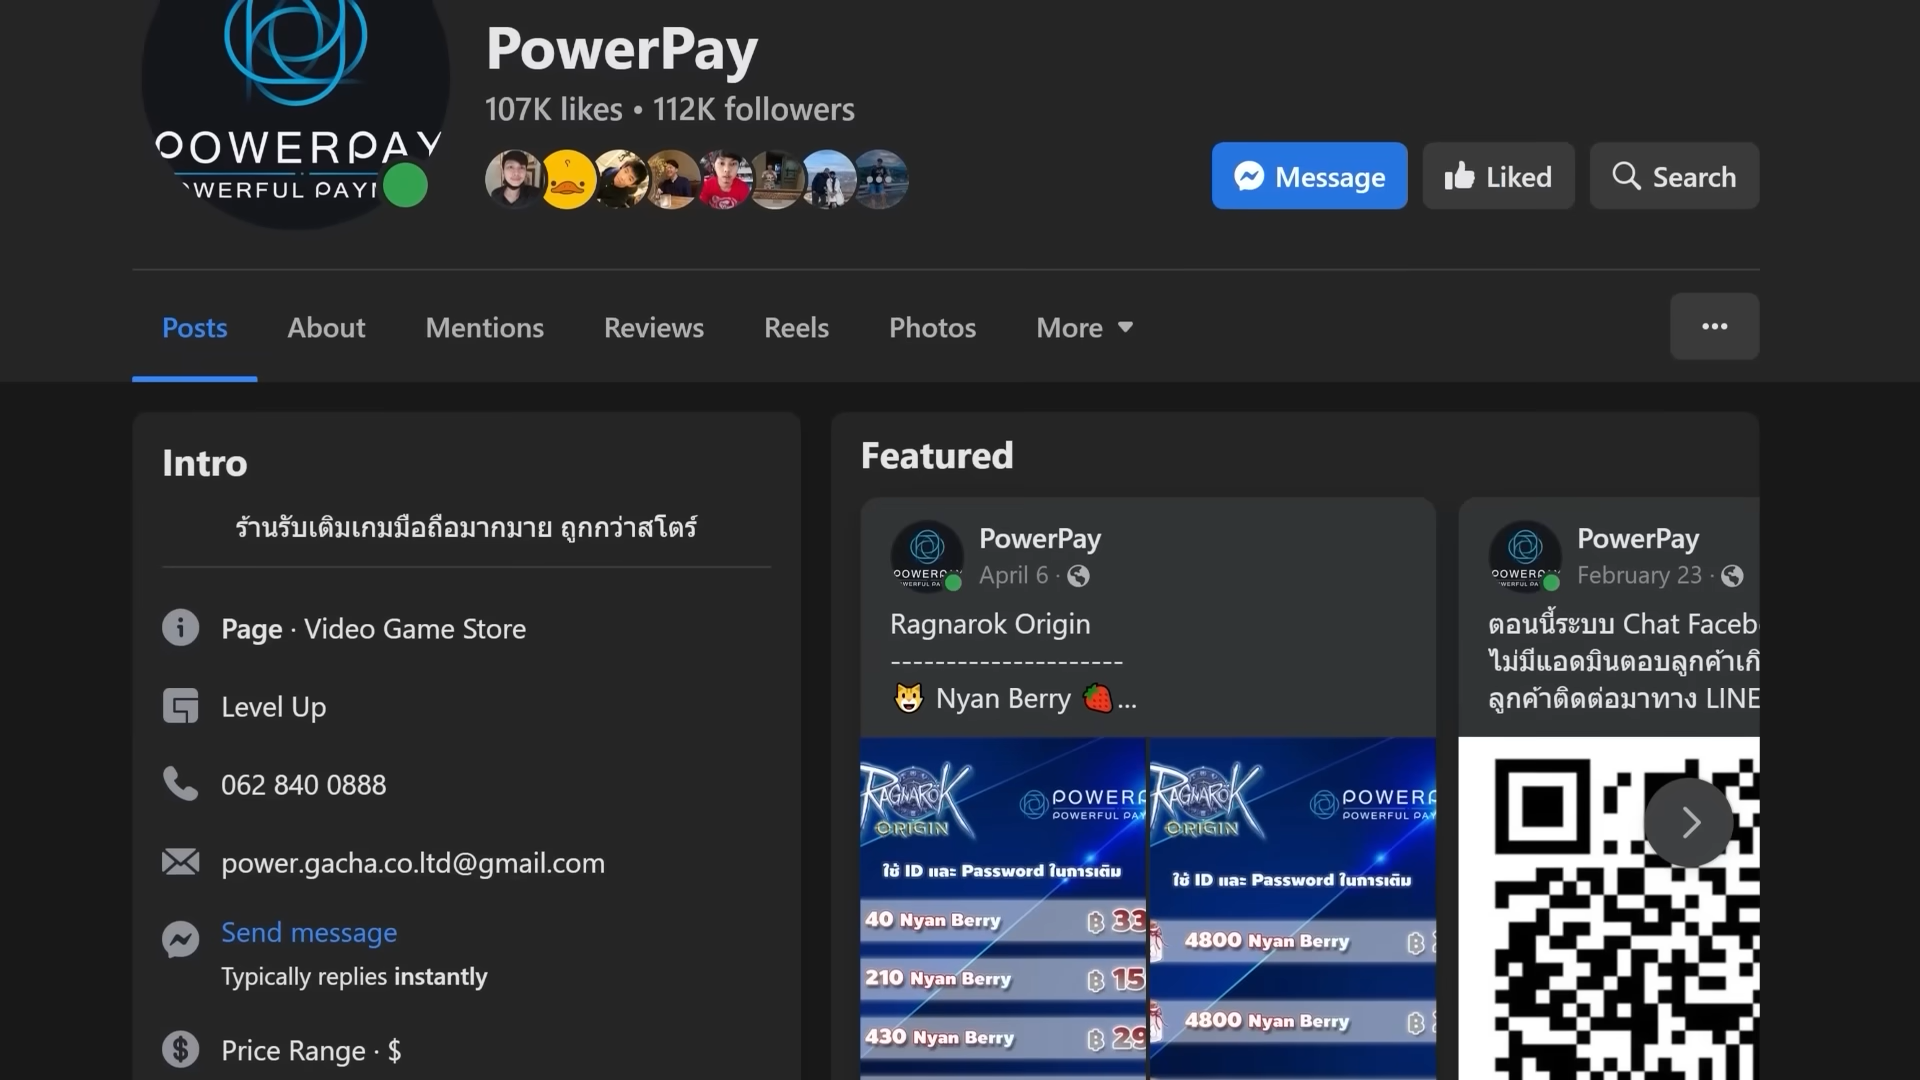 POWERPAY
PowerPay
107K likes • 112K followers
Message
Liked
Search
Posts
About
Mentions
Reviews
Reels
Photos
More
Intro
ร้านรับเติมเกมมือถือมากมาย ถูกกว่าสโตร์
Page · Video Game Store
Level Up
062 840 0888
power.gacha.co.ltd@gmail.com
Send message
Typically replies instantly
Price Range · $
Featured
PowerPay
April 6 ·
Ragnarok Origin
---------------------
😺 Nyan Berry 🍓...
RAGNAROK
ORIGIN
ใช้ ID และ Password ในการเติม
40 Nyan Berry ฿ 33
210 Nyan Berry ฿ 15
430 Nyan Berry ฿ 29
RAGNAROK
ORIGIN
ใช้ ID และ Password ในการเติม
4800 Nyan Berry ฿
4800 Nyan Berry ฿
PowerPay
February 23 ·
ตอนนี้ระบบ Chat Faceb
ไม่มีแอดมินตอบลูกค้าเกิ
ลูกค้าติดต่อมาทาง LINE